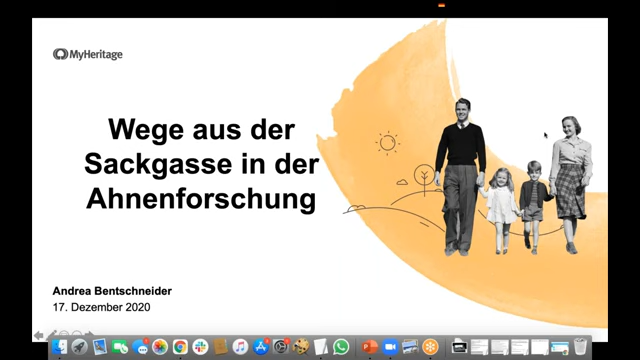 MyHeritage
Wege aus der
Sackgasse in der
Ahnenforschung
Andrea Bentschneider
17. Dezember 2020